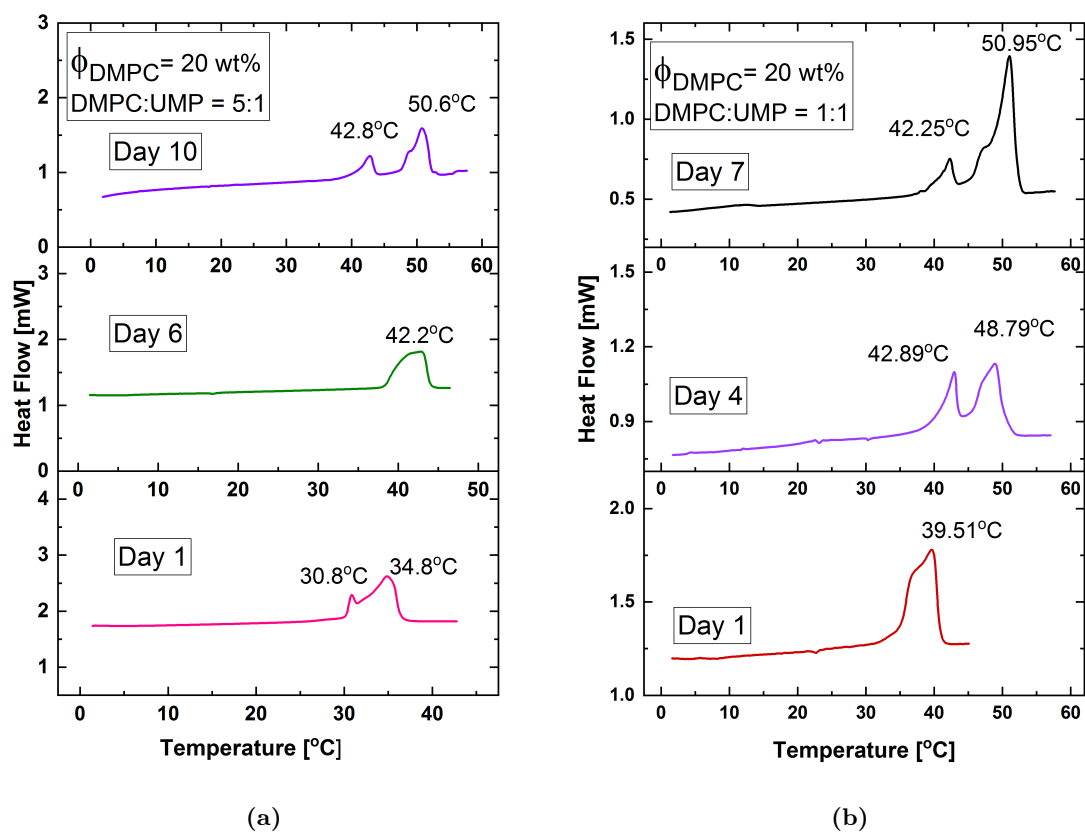 3
2
1
0
ϕDMPC= 20 wt%
DMPC:UMP = 5:1
Day 10
42.8°C
50.6°C
0 10 20 30 40 50 60
3
2
1
0
Day 6
42.2°C
0 10 20 30 40 50
4
3
2
1
Day 1
30.8°C
34.8°C
0 10 20 30 40
Heat Flow [mW]
Temperature [°C]
(a)
1.5
1.0
0.5
ϕDMPC= 20 wt%
DMPC:UMP = 1:1
Day 7
42.25°C
50.95°C
0 10 20 30 40 50 60
1.5
1.2
0.9
Day 4
42.89°C
48.79°C
0 10 20 30 40 50 60
2.0
1.5
1.0
Day 1
39.51°C
0 10 20 30 40 50 60
Heat Flow [mW]
Temperature [°C]
(b)